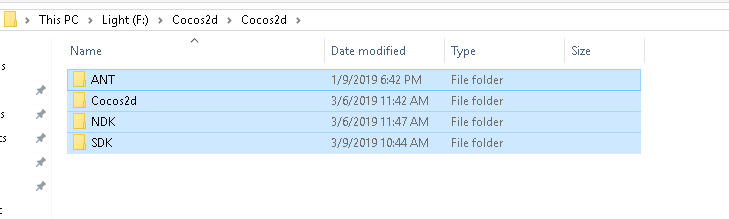 This PC > Light (F:) > Cocos2d > Cocos2d >
Name Date modified Type Size
ANT 1/9/2019 6:42 PM File folder
Cocos2d 3/6/2019 11:42 AM File folder
NDK 3/6/2019 11:47 AM File folder
SDK 3/9/2019 10:44 AM File folder